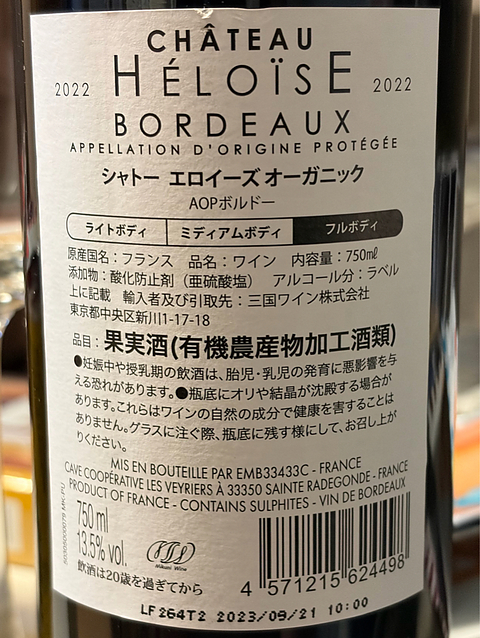 CHÂTEAU
2022 HÉLOÏSE 2022
BORDEAUX
APPELLATION D'ORIGINE PROTÉGÉE
シャトー エロイーズ オーガニック
AOPボルドー
ライトボディ ミディアムボディ フルボディ
原産国名：フランス 品名：ワイン 内容量：750㎖
添加物：酸化防止剤（亜硫酸塩） アルコール分：ラベル
上に記載 輸入者及び引取先：三国ワイン株式会社
東京都中央区新川1-17-18
品目：果実酒(有機農産物加工酒類)
●妊娠中や授乳期の飲酒は、胎児・乳児の発育に悪影響を与
える恐れがあります。●瓶底にオリや結晶が沈殿する場合が
あります。これらはワインの自然の成分で健康を害することは
ありません。グラスに注ぐ際、瓶底に残す様にして、お召し上が
りください。
MIS EN BOUTEILLE PAR EMB33433C - FRANCE
CAVE COOPÉRATIVE LES VEYRIERS À 33350 SAINTE RADEGONDE - FRANCE
PRODUCT OF FRANCE - CONTAINS SULPHITES - VIN DE BORDEAUX
750 ml
13.5% vol.
Mikuni Wine
飲酒は20歳を過ぎてから
4 571215 624498
LF264T2 2023/09/21 10:00